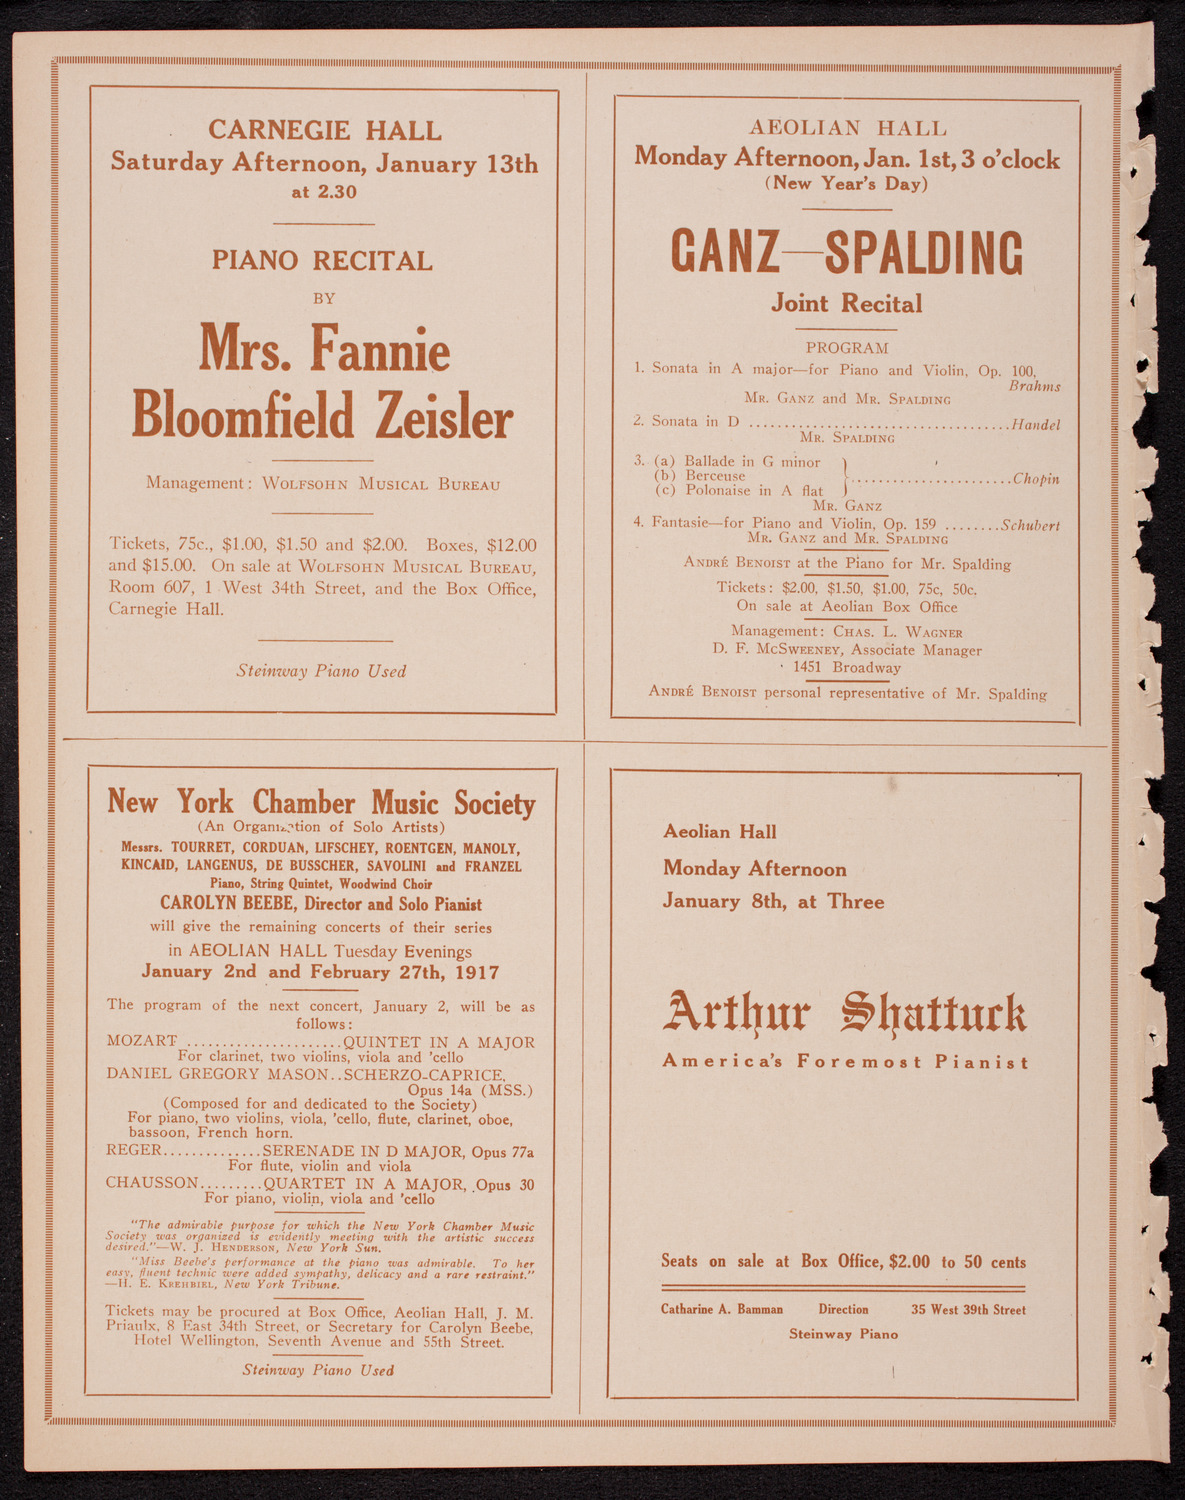 CARNEGIE HALL
Saturday Afternoon, January 13th
at 2.30
PIANO RECITAL
BY
Mrs. Fannie
Bloomfield Zeisler
Management: WOLFSOHN MUSICAL BUREAU
Tickets, 75c., $1.00, $1.50 and $2.00. Boxes, $12.00
and $15.00. On sale at WOLFSOHN MUSICAL BUREAU,
Room 607, 1 West 34th Street, and the Box Office,
Carnegie Hall.
Steinway Piano Used
AEOLIAN HALL
Monday Afternoon, Jan. 1st, 3 o'clock
(New Year's Day)
GANZ—SPALDING
Joint Recital
PROGRAM
1. Sonata in A major—for Piano and Violin, Op. 100,
Brahms
MR. GANZ and MR. SPALDING
2. Sonata in D ..................................Handel
MR. SPALDING
3. (a) Ballade in G minor
(b) Berceuse
.......................Chopin
(c) Polonaise in A flat
MR. GANZ
4. Fantasie—for Piano and Violin, Op. 159 ........Schubert
MR. GANZ and MR. SPALDING
ANDRÉ BENOIST at the Piano for Mr. Spalding
Tickets: $2.00, $1.50, $1.00, 75c, 50c.
On sale at Aeolian Box Office
Management: CHAS. L. WAGNER
D. F. MCSWEENEY, Associate Manager
1451 Broadway
ANDRÉ BENOIST personal representative of Mr. Spalding
New York Chamber Music Society
(An Organization of Solo Artists)
Messrs. TOURRET, CORDUAN, LIFSCHEY, ROENTGEN, MANOLY,
KINCAID, LANGENUS, DE BUSSCHER, SAVOLINI and FRANZEL
Piano, String Quintet, Woodwind Choir
CAROLYN BEEBE, Director and Solo Pianist
will give the remaining concerts of their series
in AEOLIAN HALL Tuesday Evenings
January 2nd and February 27th, 1917
The program of the next concert, January 2, will be as
follows:
MOZART .....................QUINTET IN A MAJOR
For clarinet, two violins, viola and 'cello
DANIEL GREGORY MASON..SCHERZO-CAPRICE,
Opus 14a (MSS.)
(Composed for and dedicated to the Society)
For piano, two violins, viola, 'cello, flute, clarinet, oboe,
bassoon, French horn.
REGER..............SERENADE IN D MAJOR, Opus 77a
For flute, violin and viola
CHAUSSON.........QUARTET IN A MAJOR, Opus 30
For piano, violin, viola and 'cello
"The admirable purpose for which the New York Chamber Music
Society was organized is evidently meeting with the artistic success
desired."—W. J. HENDERSON, New York Sun.
"Miss Beebe's performance at the piano was admirable. To her
easy, fluent technic were added sympathy, delicacy and a rare restraint."
—H. E. KREHBIEL, New York Tribune.
Tickets may be procured at Box Office, Aeolian Hall, J. M.
Priaulx, 8 East 34th Street, or Secretary for Carolyn Beebe,
Hotel Wellington, Seventh Avenue and 55th Street.
Steinway Piano Used
Aeolian Hall
Monday Afternoon
January 8th, at Three
Arthur Shattuck
America's Foremost Pianist
Seats on sale at Box Office, $2.00 to 50 cents
Catharine A. Bamman Direction 35 West 39th Street
Steinway Piano